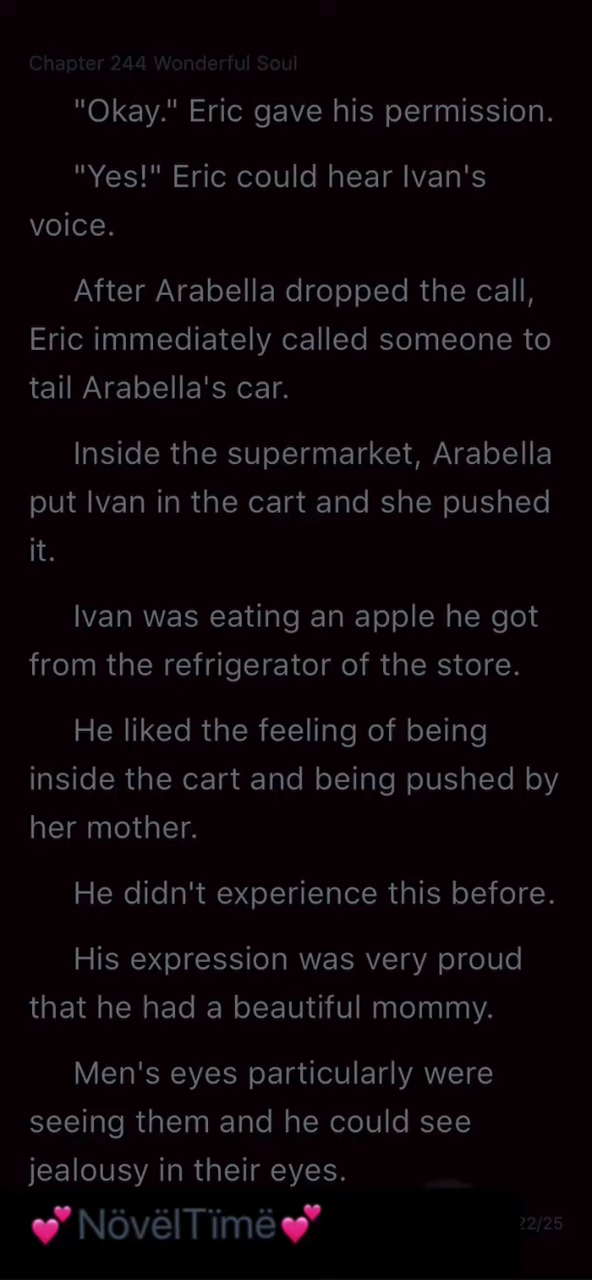 Chapter 244 Wonderful Soul
"Okay." Eric gave his permission.
"Yes!" Eric could hear Ivan's
voice.
After Arabella dropped the call,
Eric immediately called someone to
tail Arabella's car.
Inside the supermarket, Arabella
put Ivan in the cart and she pushed
it.
Ivan was eating an apple he got
from the refrigerator of the store.
He liked the feeling of being
inside the cart and being pushed by
her mother.
He didn't experience this before.
His expression was very proud
that he had a beautiful mommy.
Men's eyes particularly were
seeing them and he could see
jealousy in their eyes.
💕NövëlTïmë💕
22/25